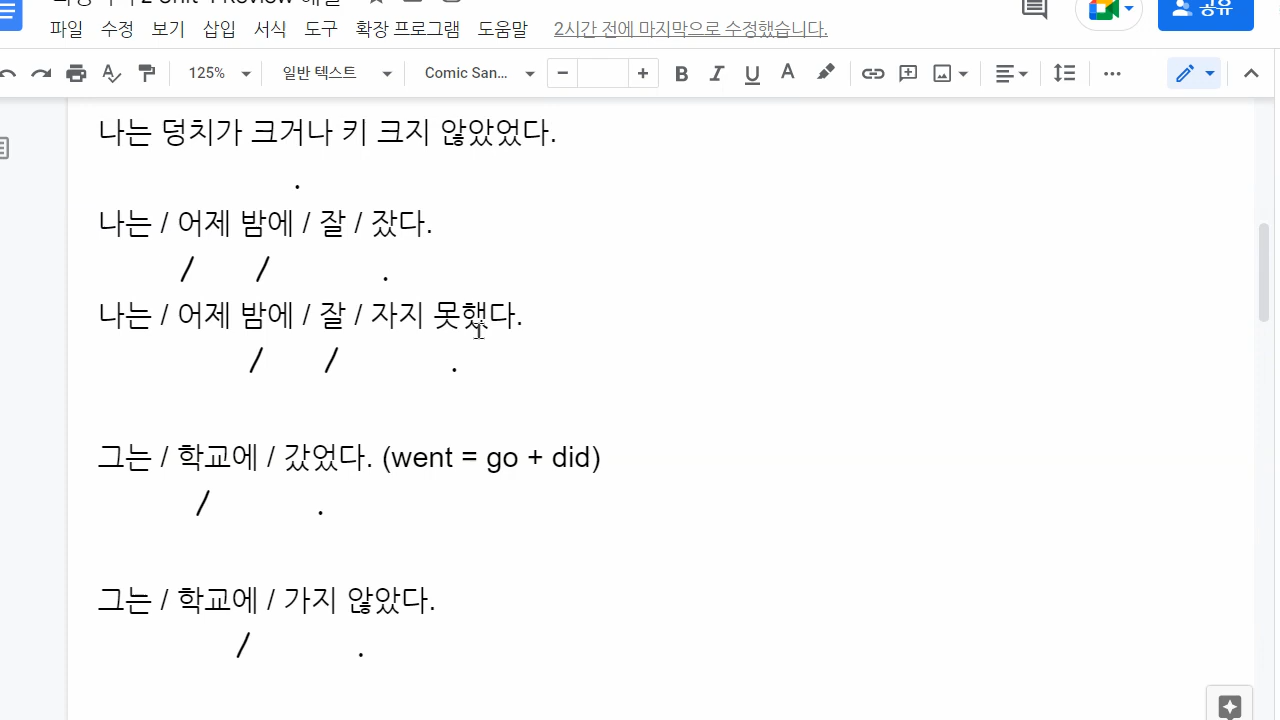 공유
파일 수정 보기 삽입 서식 도구 확장 프로그램 도움말 2시간 전에 마지막으로 수정했습니다.
125% 일반 텍스트 Comic San... − + B I U A
나는 덩치가 크거나 키 크지 않았었다.
.
나는 / 어제 밤에 / 잘 / 잤다.
/ / .
나는 / 어제 밤에 / 잘 / 자지 못했다.
/ / .
그는 / 학교에 / 갔었다. (went = go + did)
/ .
그는 / 학교에 / 가지 않았다.
/ .